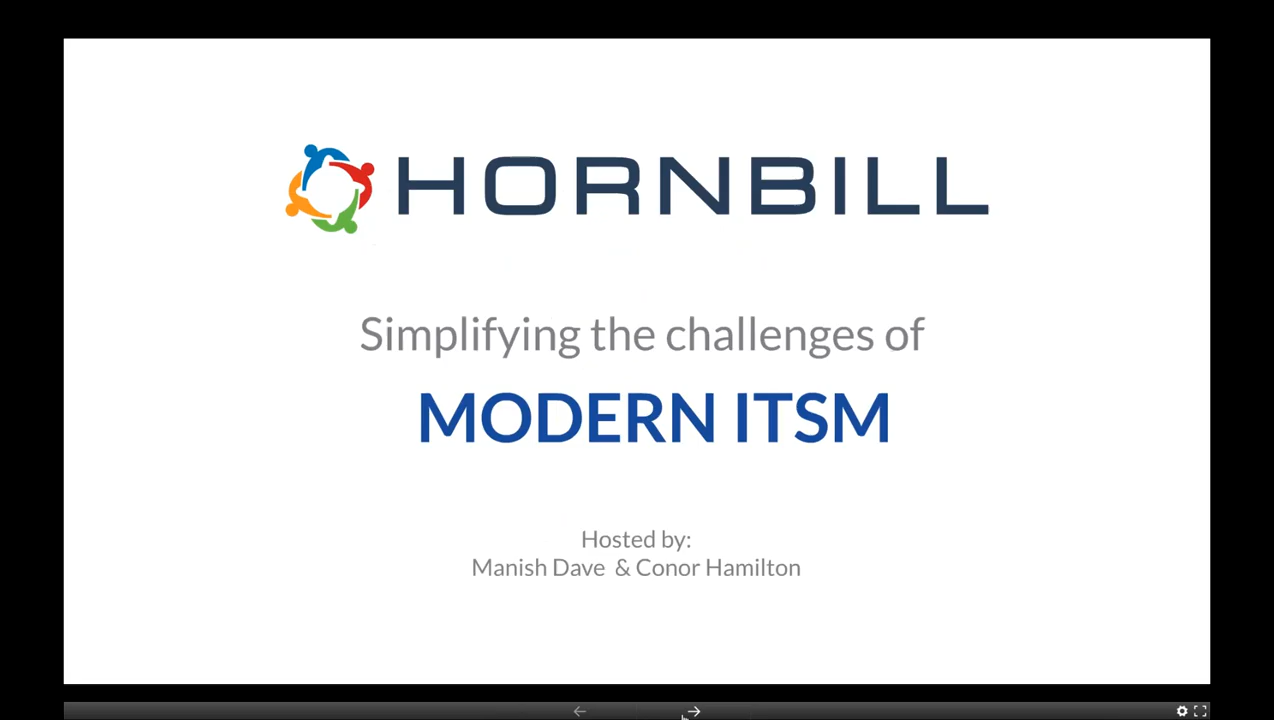 HORNBILL
Simplifying the challenges of
MODERN ITSM
Hosted by:
Manish Dave & Conor Hamilton